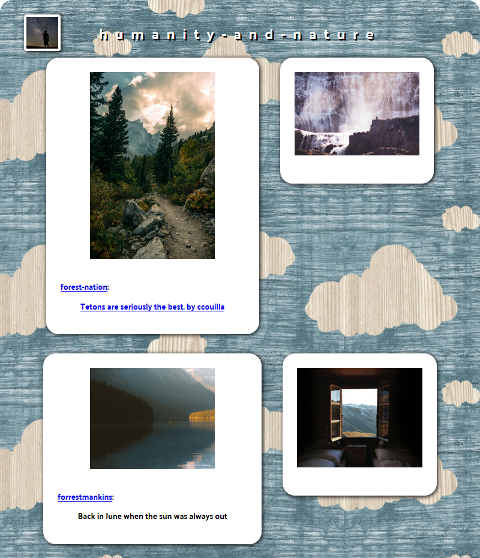 humanity-and-nature
forest-nation:
Tetons are seriously the best. by ccouilla
forrestmankins:
Back in June when the sun was always out